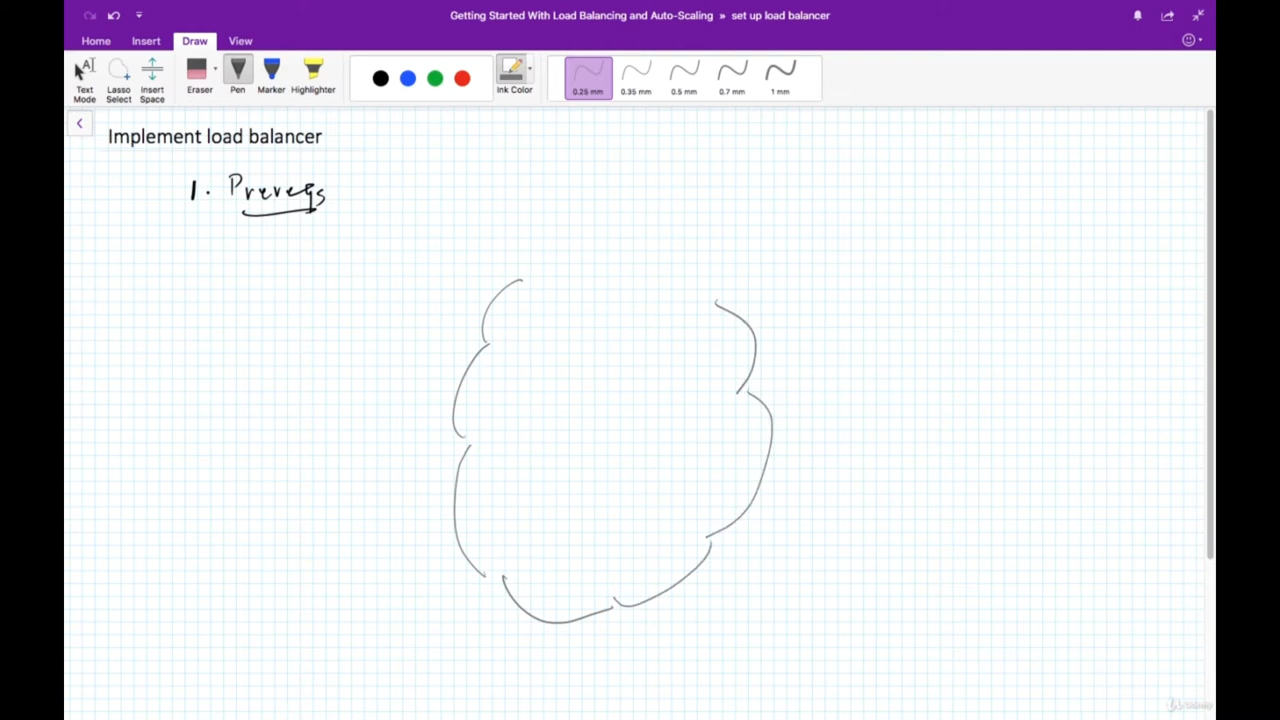 Getting Started With Load Balancing and Auto-Scaling » set up load balancer
Home Insert Draw View
Text Mode
Lasso Select
Insert Space
Eraser
Pen
Marker
Highlighter
Ink Color
0.25 mm
0.35 mm
0.5 mm
0.7 mm
1 mm
Implement load balancer
1. Prereqs
Udemy